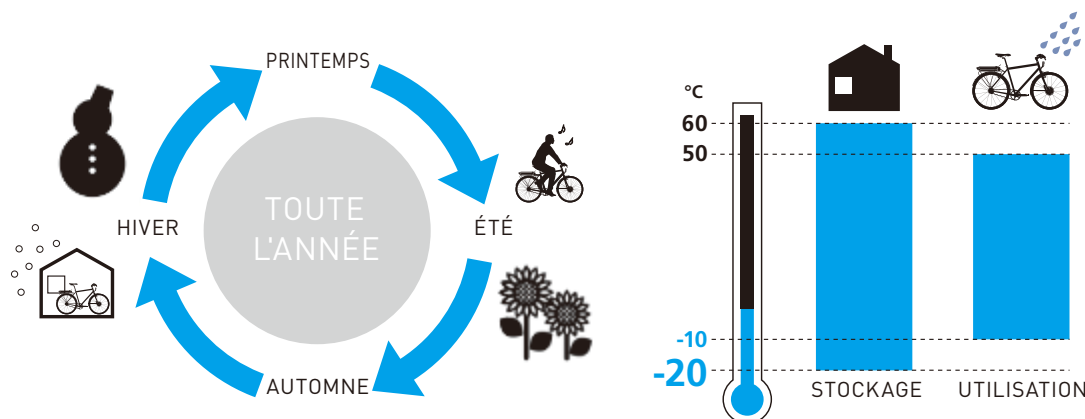 PRINTEMPS
TOUTE
L'ANNÉE
HIVER
ÉTÉ
AUTOMNE
°C
60
50
-10
-20
STOCKAGE
UTILISATION